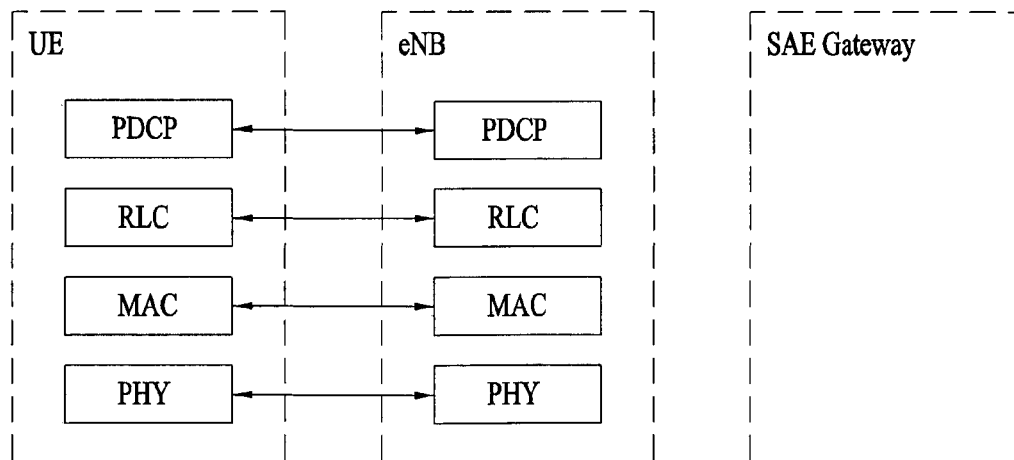 UE eNB SAE Gateway
PDCP PDCP
RLC RLC
MAC MAC
PHY PHY